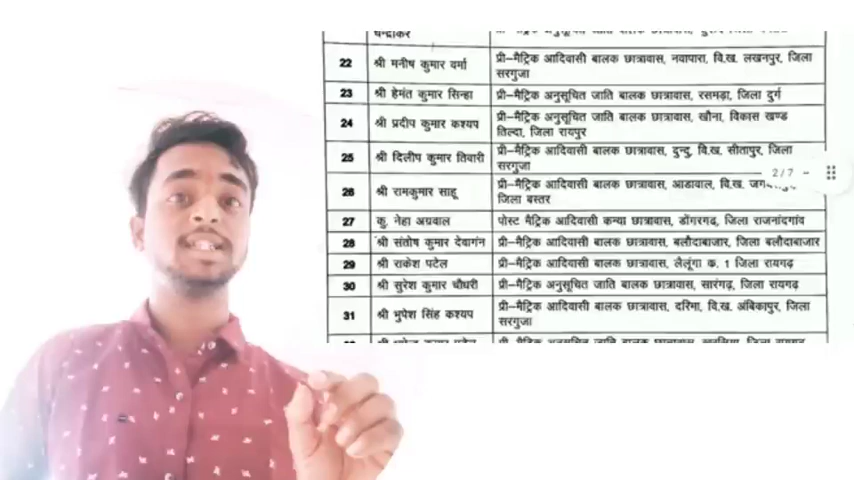 चन्द्राकर
22 श्री मनीष कुमार वर्मा प्री–मैट्रिक आदिवासी बालक छात्रावास, नवापारा, वि.ख. लखनपुर, जिला
सरगुजा
23 श्री हेमंत कुमार सिन्हा प्री–मैट्रिक अनुसूचित जाति बालक छात्रावास, रसमड़ा, जिला दुर्ग
24 श्री प्रदीप कुमार कश्यप प्री–मैट्रिक अनुसूचित जाति बालक छात्रावास, खौना, विकास खण्ड
तिल्दा, जिला रायपुर
25 श्री दिलीप कुमार तिवारी प्री–मैट्रिक आदिवासी बालक छात्रावास, दुन्दु, वि.ख. सीतापुर, जिला
सरगुजा
2/7
26 श्री रामकुमार साहू प्री–मैट्रिक आदिवासी बालक छात्रावास, आडावाल, वि.ख.
जिला बस्तर
27 कु. नेहा अग्रवाल पोस्ट मैट्रिक आदिवासी कन्या छात्रावास, डोंगरगढ़, जिला राजनांदगांव
28 श्री संतोष कुमार देवागंन प्री–मैट्रिक आदिवासी बालक छात्रावास, बलौदाबाजार, जिला बलौदाबाजार
29 श्री राकेश पटेल प्री–मैट्रिक आदिवासी बालक छात्रावास, लैलूंगा क. 1 जिला रायगढ़
30 श्री सुरेश कुमार चौधरी प्री–मैट्रिक अनुसूचित जाति बालक छात्रावास, सारंगढ़, जिला रायगढ़
31 श्री भुपेश सिंह कश्यप प्री–मैट्रिक आदिवासी बालक छात्रावास, दरिमा, वि.ख. अंबिकापुर, जिला
सरगुजा